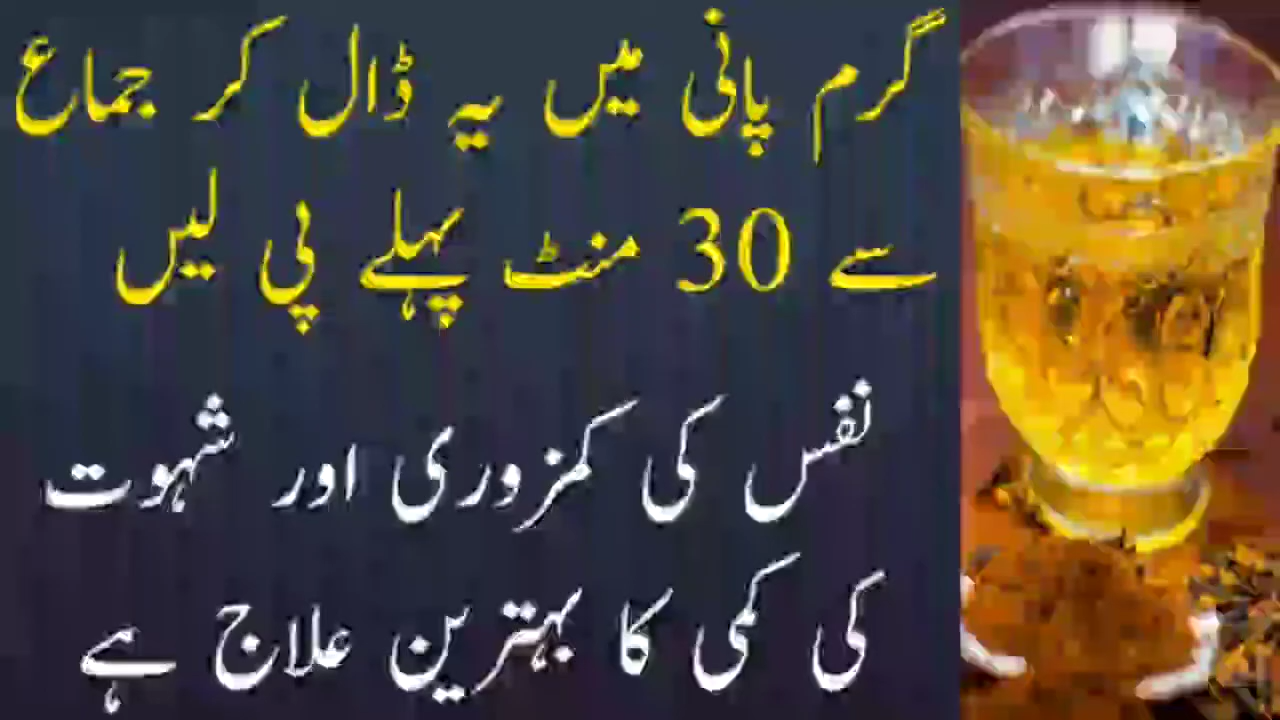 گرم پانی میں یہ ڈال کر جماع
سے 30 منٹ پہلے پی لیں
نفس کی کمزوری اور شہوت
کی کمی کا بہترین علاج ہے